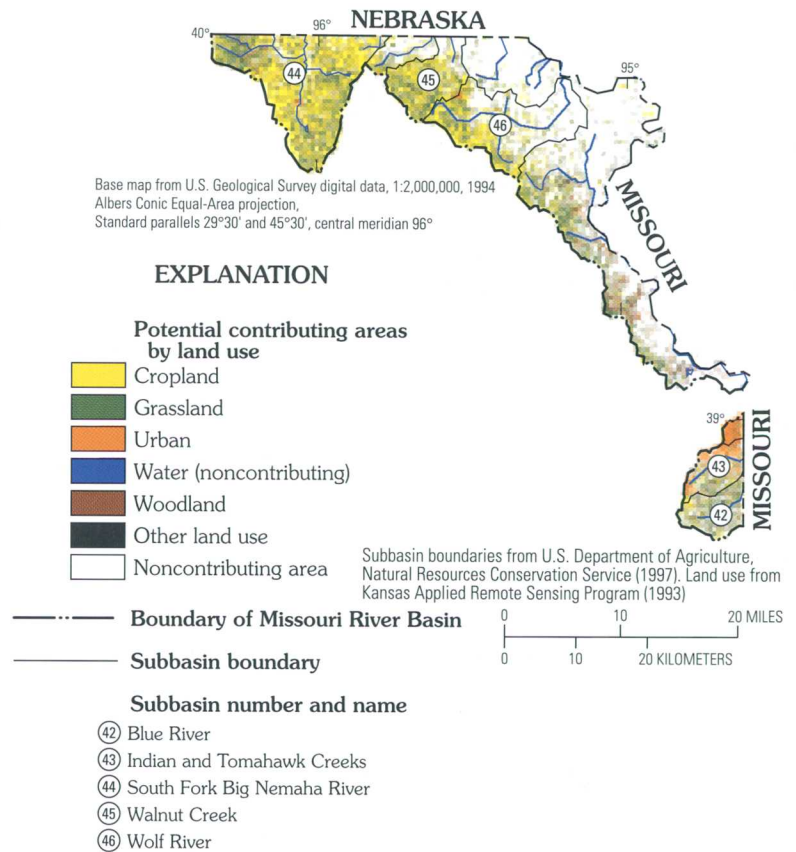 NEBRASKA
40°
96°
95°
44
45
46
Base map from U.S. Geological Survey digital data, 1:2,000,000, 1994
Albers Conic Equal-Area projection,
Standard parallels 29°30' and 45°30', central meridian 96°
MISSOURI
EXPLANATION
Potential contributing areas
by land use
Cropland
Grassland
Urban
Water (noncontributing)
Woodland
Other land use
Noncontributing area
39°
43
42
MISSOURI
Subbasin boundaries from U.S. Department of Agriculture,
Natural Resources Conservation Service (1997). Land use from
Kansas Applied Remote Sensing Program (1993)
0 10 20 MILES
0 10 20 KILOMETERS
Boundary of Missouri River Basin
Subbasin boundary
Subbasin number and name
42 Blue River
43 Indian and Tomahawk Creeks
44 South Fork Big Nemaha River
45 Walnut Creek
46 Wolf River